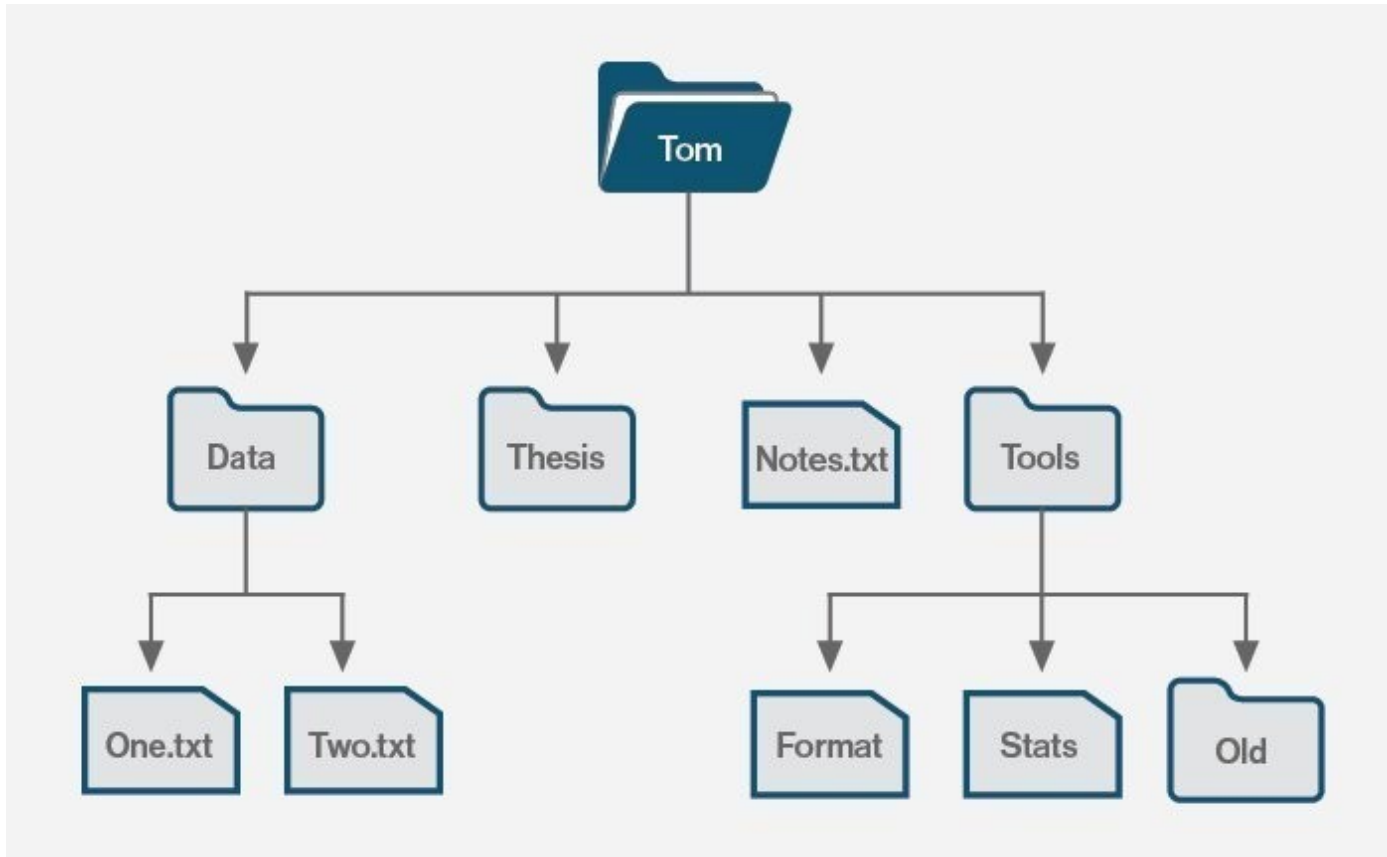 Tom
Data
Thesis
Notes.txt
Tools
One.txt
Two.txt
Format
Stats
Old